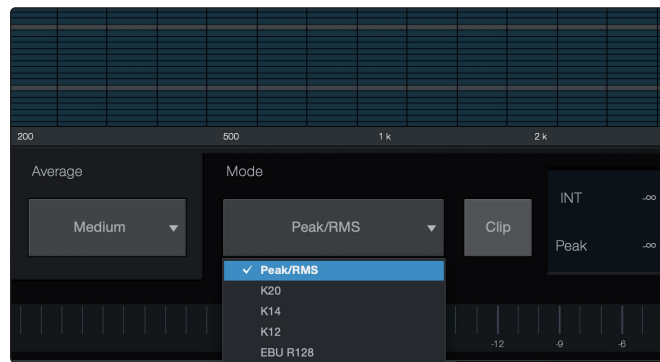 200 500 1 k 2 k
Average Mode
INT -∞
Medium Peak/RMS Clip
Peak -∞
✓ Peak/RMS
K20
K14
K12
-12 -9 -6
EBU R128